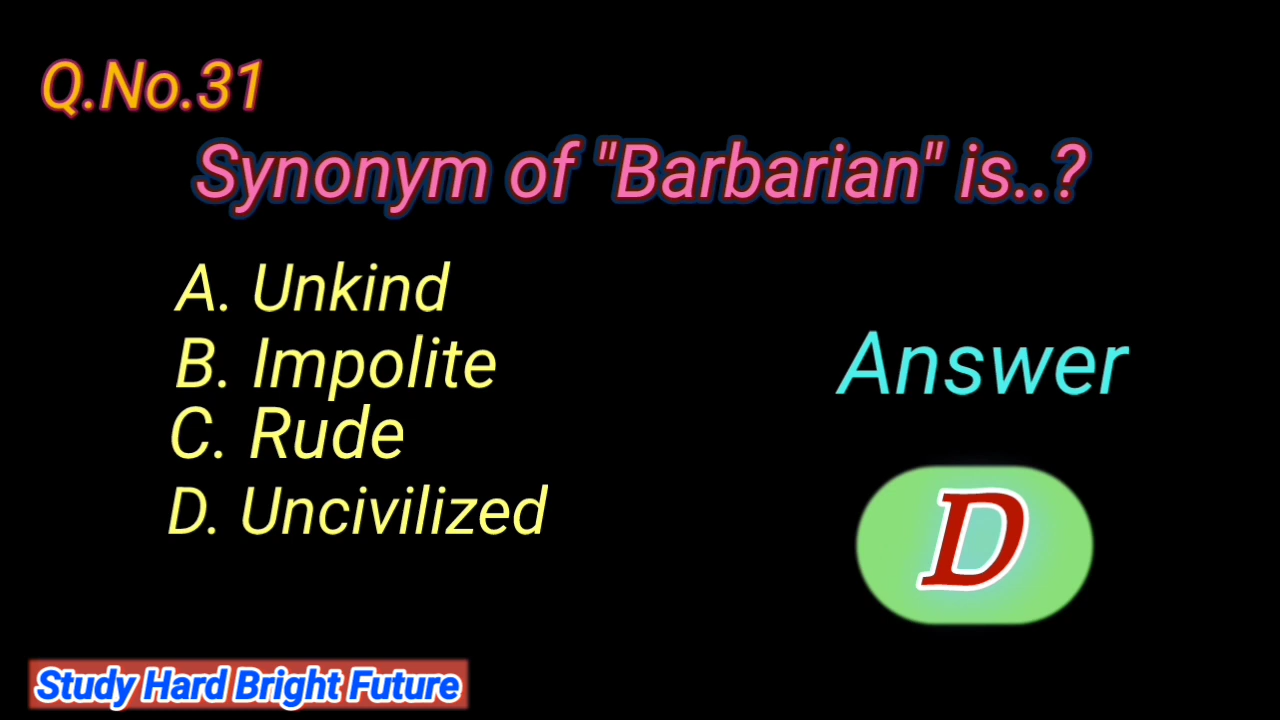 Q.No.31
Synonym of "Barbarian" is..?
A. Unkind
B. Impolite
C. Rude
D. Uncivilized
Answer
D
Study Hard Bright Future